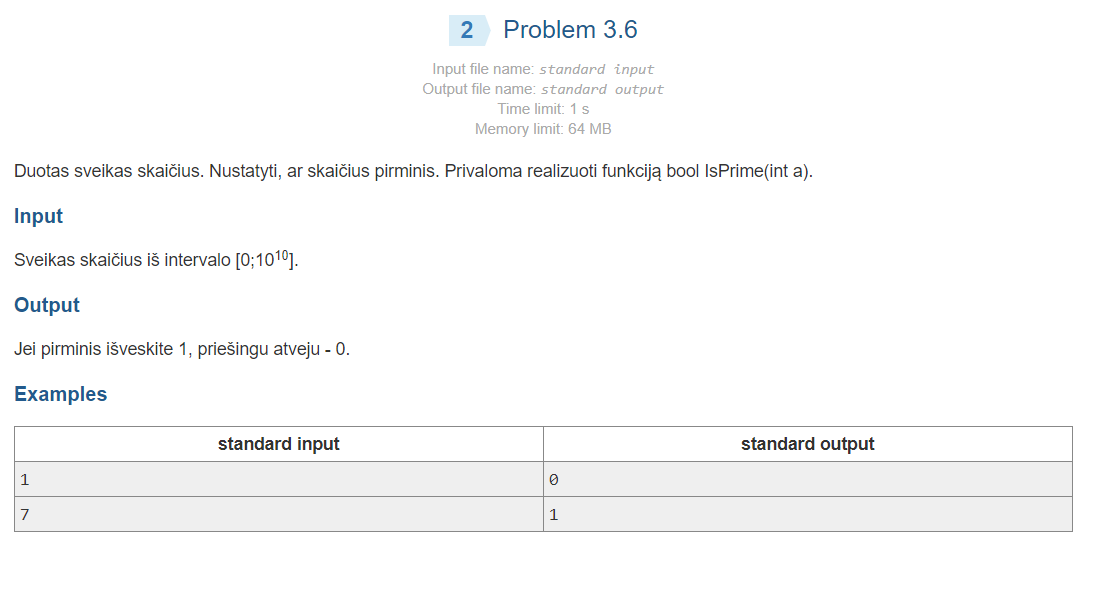 2 Problem 3.6
Input file name: standard input
Output file name: standard output
Time limit: 1 s
Memory limit: 64 MB
Duotas sveikas skaičius. Nustatyti, ar skaičius pirminis. Privaloma realizuoti funkciją bool IsPrime(int a).
Input
Sveikas skaičius iš intervalo [0;10¹⁰].
Output
Jei pirminis išveskite 1, priešingu atveju - 0.
Examples
standard input standard output
1 0
7 1